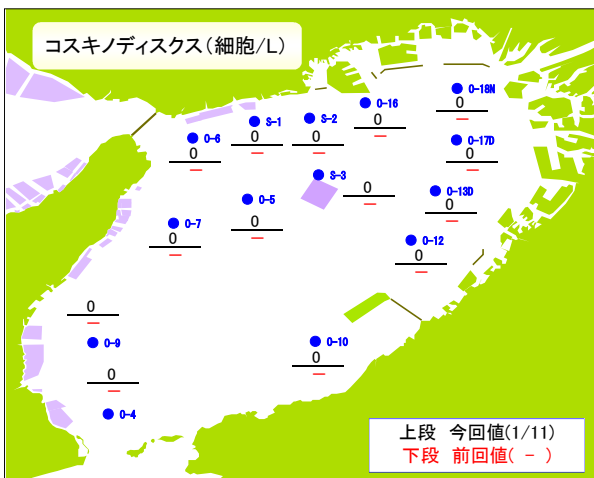 コスキノディスクス(細胞/L)
O-18N
0
—
O-16
0
—
S-1
0
—
S-2
0
—
O-6
0
—
O-17D
0
—
S-3
0
—
O-13D
0
—
O-5
0
—
O-7
0
—
O-12
0
—
0
—
O-9
O-10
0
—
0
—
O-4
上段 今回値(1/11)
下段 前回値( - )